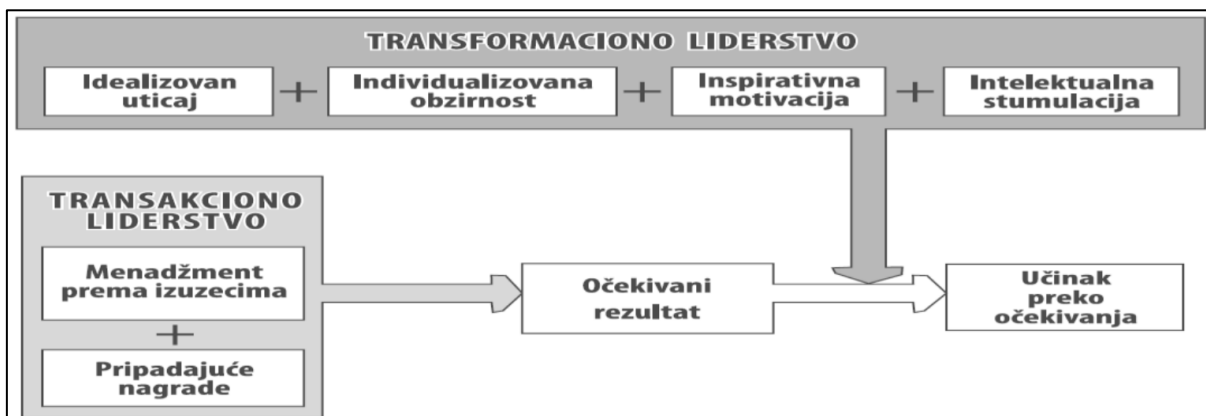 TRANSFORMACIONO LIDERSTVO
Idealizovan
uticaj
+
Individualizovana
obzirnost
+
Inspirativna
motivacija
+
Intelektualna
stumulacija
TRANSAKCIONO
LIDERSTVO
Menadžment
prema izuzecima
+
Pripadajuće
nagrade
Očekivani
rezultat
Učinak
preko
očekivanja